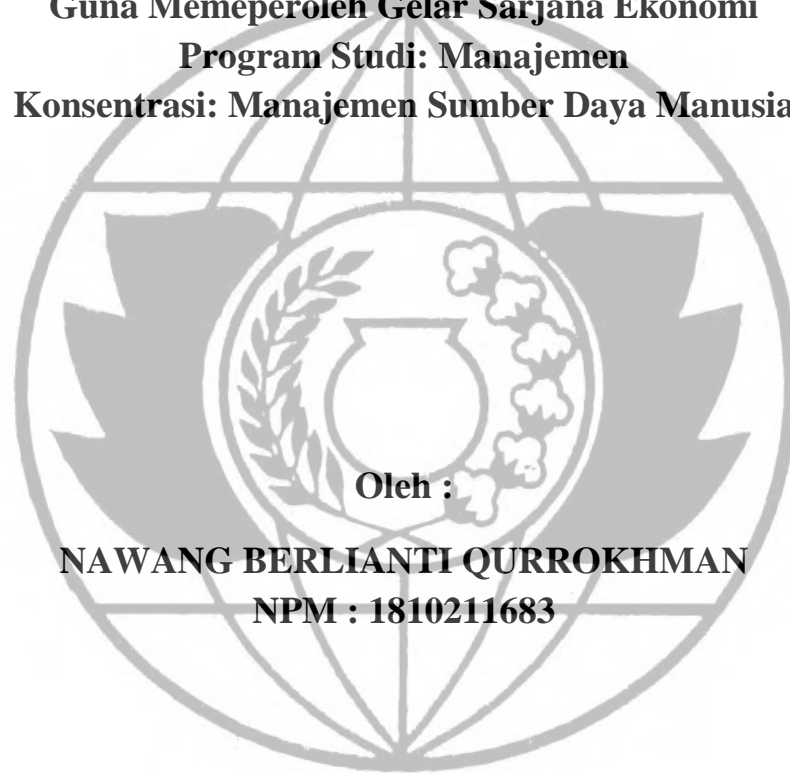 Guna Memeperoleh Gelar Sarjana Ekonomi
Program Studi: Manajemen
Konsentrasi: Manajemen Sumber Daya Manusia
Oleh :
NAWANG BERLIANTI QURROKHMAN
NPM : 1810211683